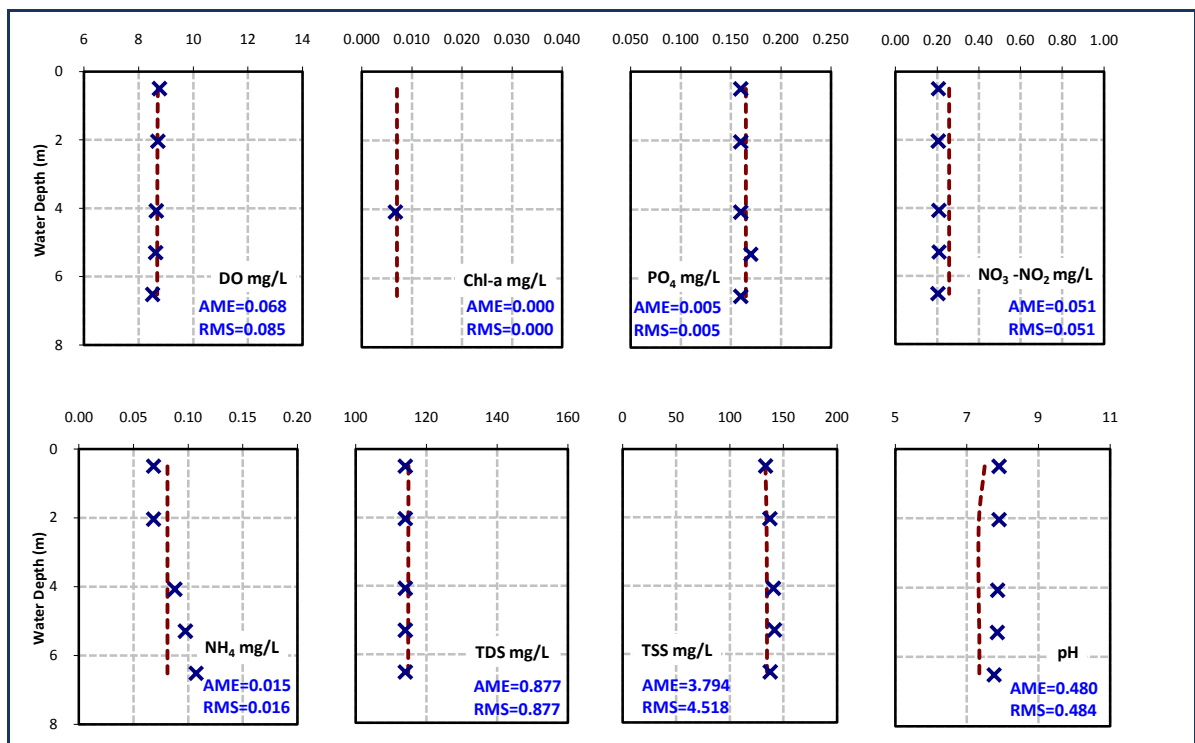 6 8 10 12 14
0.000 0.010 0.020 0.030 0.040
0.050 0.100 0.150 0.200 0.250
0.00 0.20 0.40 0.60 0.80 1.00
0
2
4
6
8
Water Depth (m)
DO mg/L
AME=0.068
RMS=0.085
Chl-a mg/L
AME=0.000
RMS=0.000
PO4 mg/L
AME=0.005
RMS=0.005
NO3 -NO2 mg/L
AME=0.051
RMS=0.051
0.00 0.05 0.10 0.15 0.20
100 120 140 160
0 50 100 150 200
5 7 9 11
0
2
4
6
8
Water Depth (m)
NH4 mg/L
AME=0.015
RMS=0.016
TDS mg/L
AME=0.877
RMS=0.877
TSS mg/L
AME=3.794
RMS=4.518
pH
AME=0.480
RMS=0.484